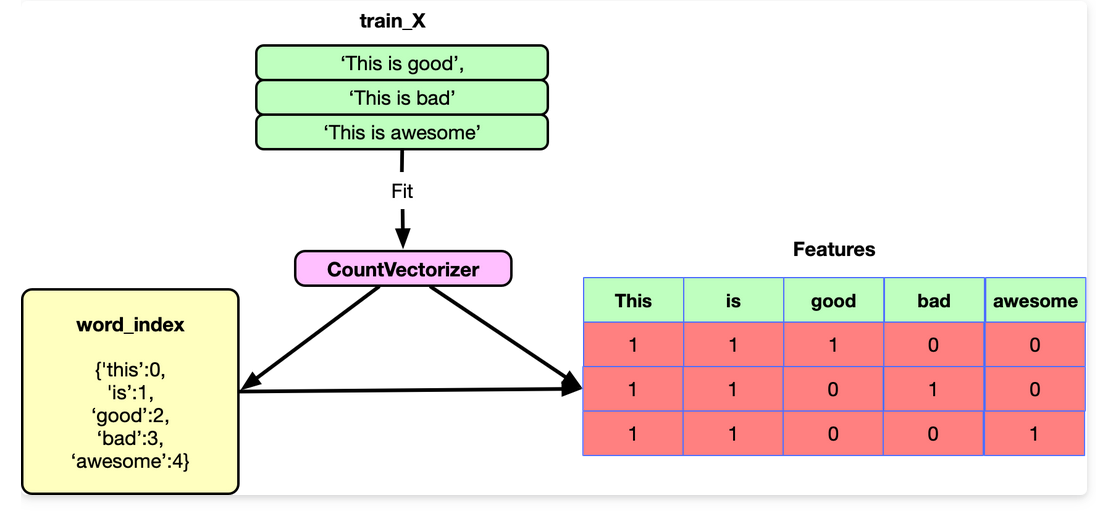 train_X
‘This is good’,
‘This is bad’
‘This is awesome’
Fit
CountVectorizer
word_index
{'this’:0,
'is’:1,
‘good’:2,
‘bad’:3,
‘awesome’:4}
Features
This is good bad awesome
1 1 1 0 0
1 1 0 1 0
1 1 0 0 1